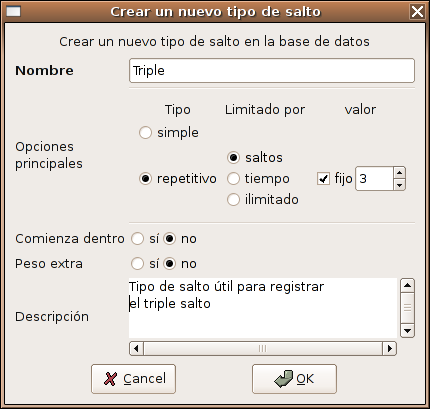 Crear un nuevo tipo de salto
Crear un nuevo tipo de salto en la base de datos
Nombre Triple
Tipo Limitado por valor
Opciones principales
simple
saltos
repetitivo tiempo fijo 3
ilimitado
Comienza dentro sí no
Peso extra sí no
Descripción
Tipo de salto útil para registrar
el triple salto
Cancel OK